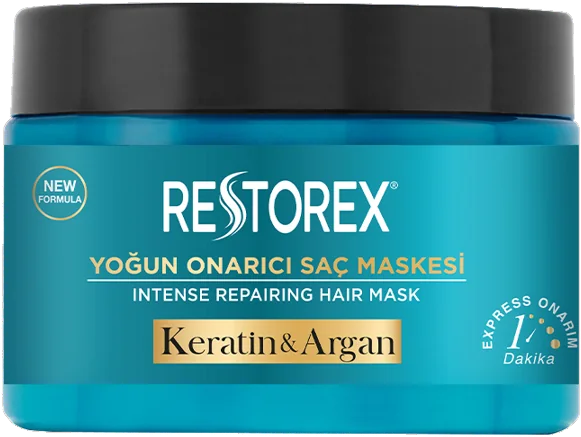 NEW
FORMULA
RESTOREX®
YOĞUN ONARICI SAÇ MASKESİ
INTENSE REPAIRING HAIR MASK
Keratin & Argan
EXPRESS ONARIM
1
Dakika